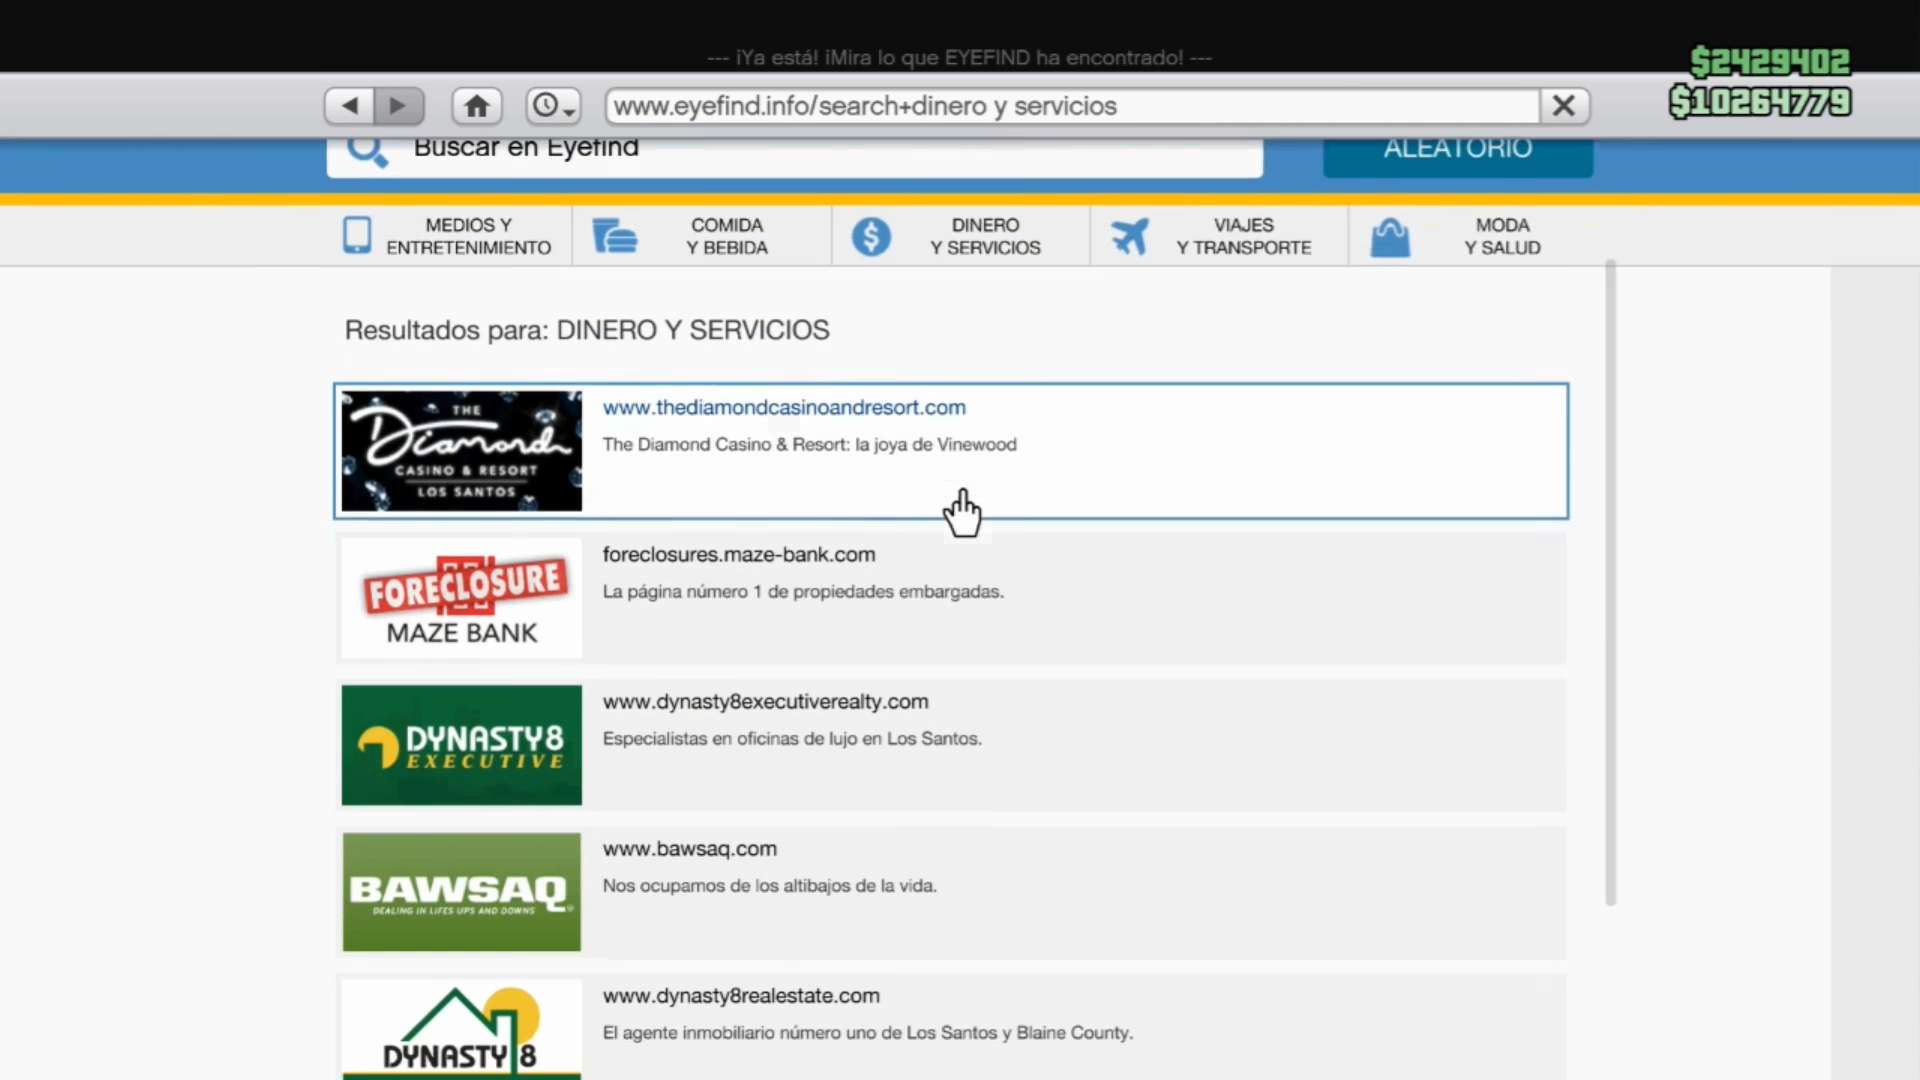 --- ¡Ya está! ¡Mira lo que EYEFIND ha encontrado! ---
$2429402
$10264779
www.eyefind.info/search+dinero y servicios
Buscar en Eyefind
ALEATORIO
MEDIOS Y
ENTRETENIMIENTO
COMIDA
Y BEBIDA
DINERO
Y SERVICIOS
VIAJES
Y TRANSPORTE
MODA
Y SALUD
Resultados para: DINERO Y SERVICIOS
THE
Diamond
CASINO & RESORT
LOS SANTOS
www.thediamondcasinoandresort.com
The Diamond Casino & Resort: la joya de Vinewood
FORECLOSURE
MAZE BANK
foreclosures.maze-bank.com
La página número 1 de propiedades embargadas.
DYNASTY8
EXECUTIVE
www.dynasty8executiverealty.com
Especialistas en oficinas de lujo en Los Santos.
BAWSAQ
DEALING IN LIFES UPS AND DOWNS
www.bawsaq.com
Nos ocupamos de los altibajos de la vida.
DYNASTY 8
www.dynasty8realestate.com
El agente inmobiliario número uno de Los Santos y Blaine County.